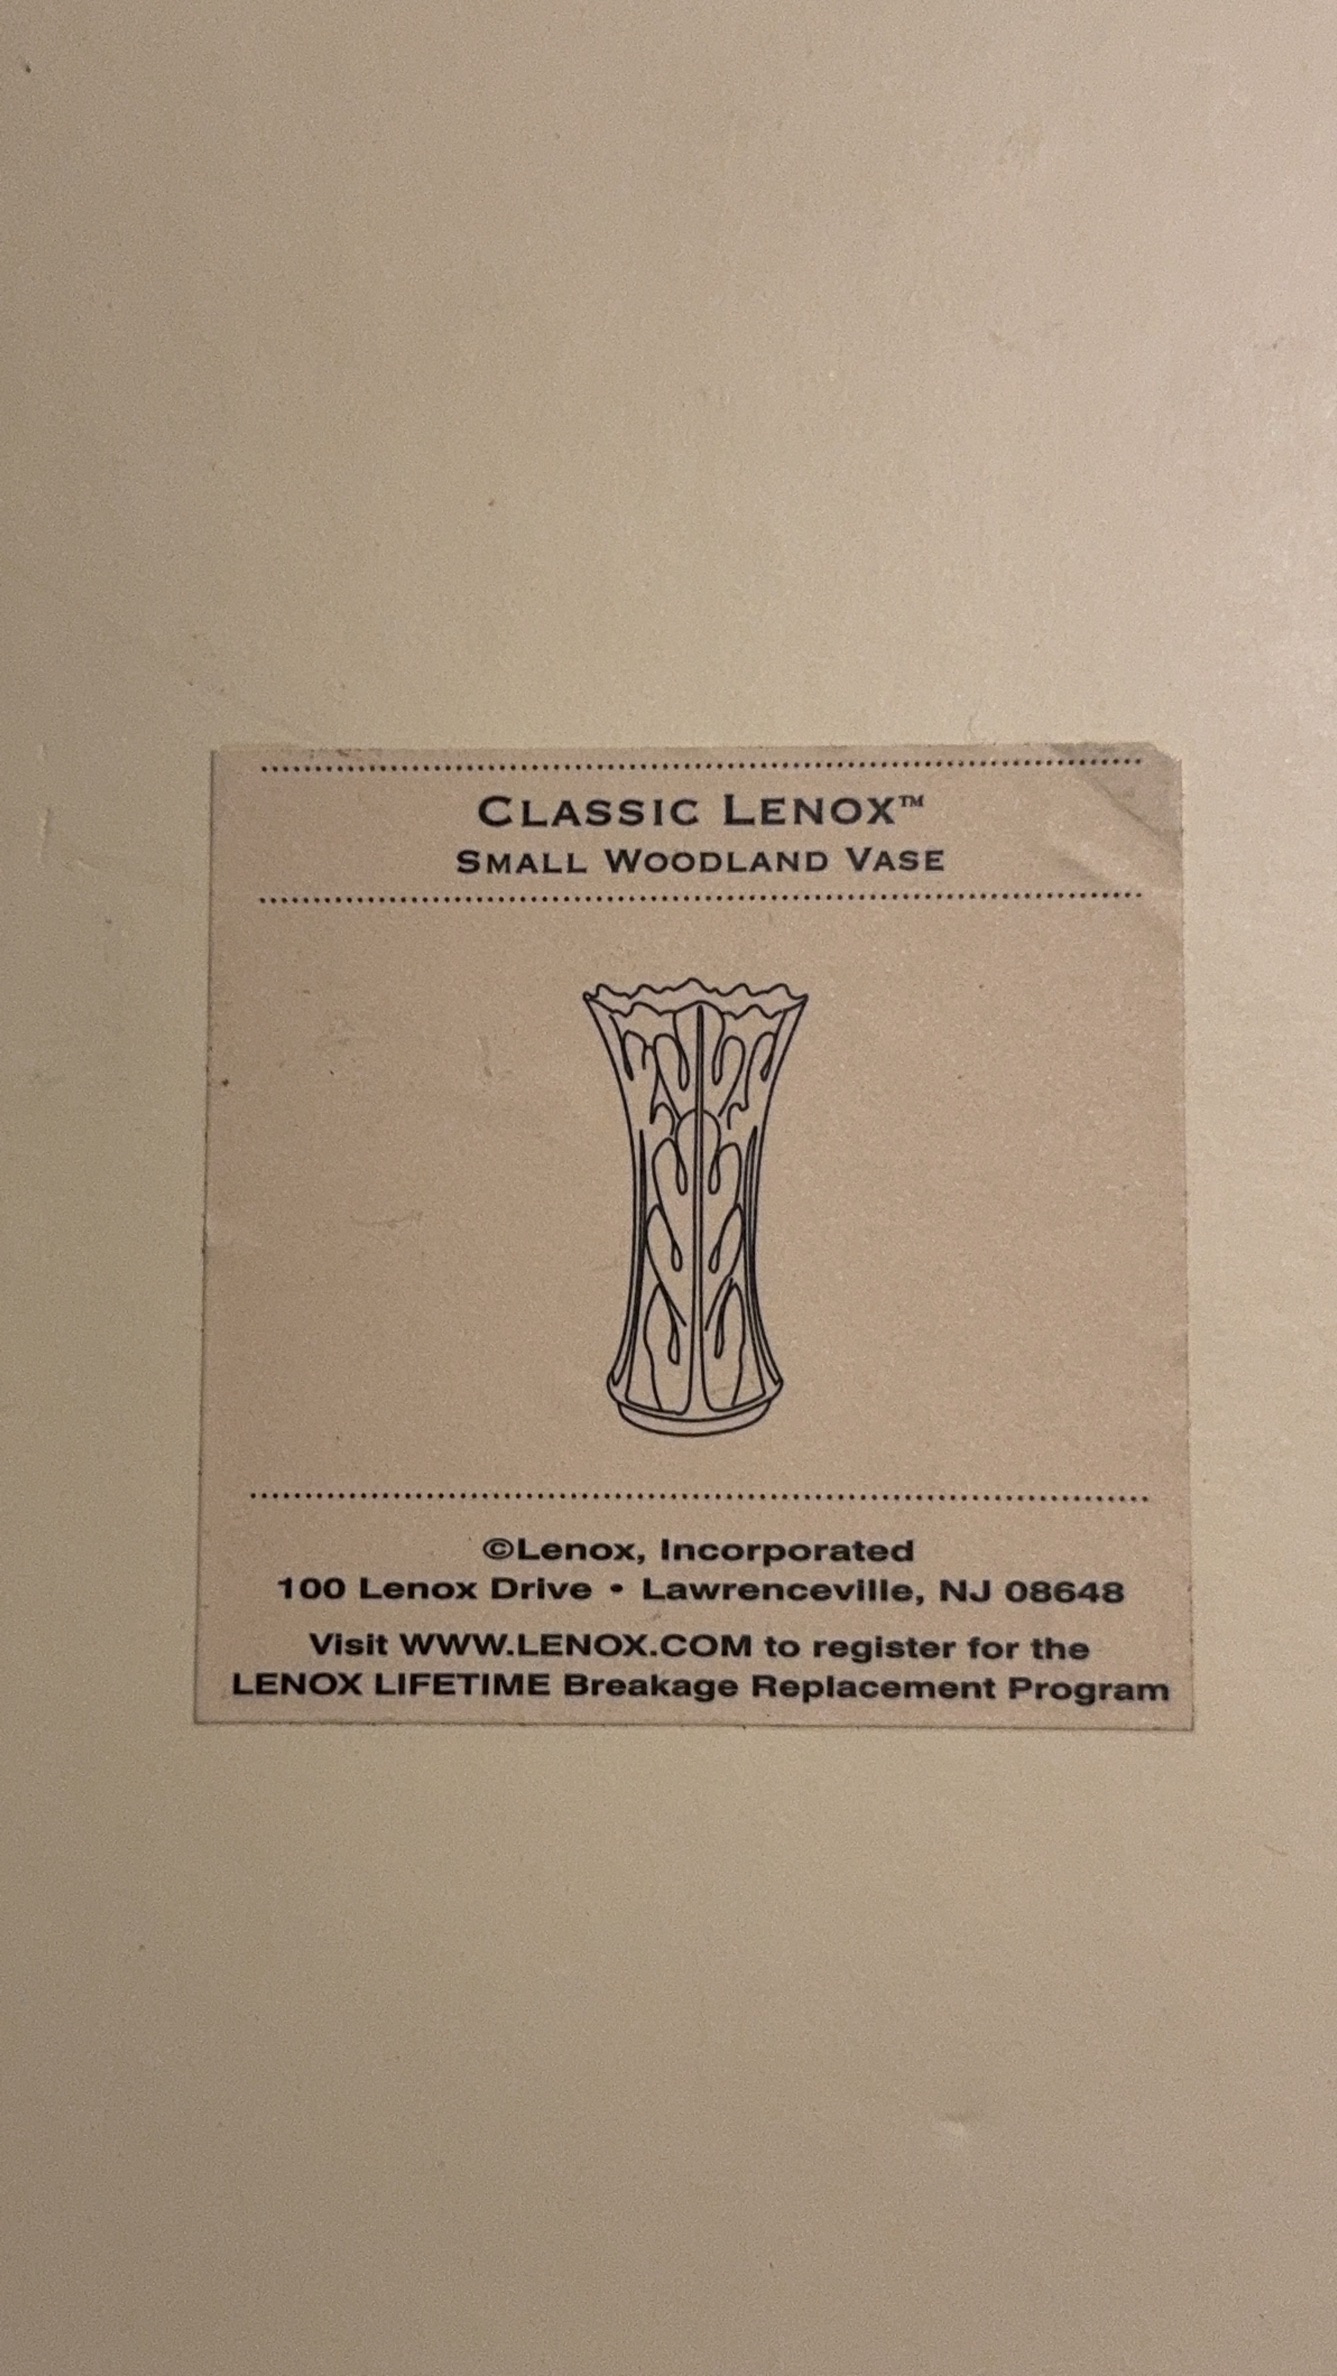 CLASSIC LENOX™
SMALL WOODLAND VASE
©Lenox, Incorporated
100 Lenox Drive • Lawrenceville, NJ 08648
Visit WWW.LENOX.COM to register for the
LENOX LIFETIME Breakage Replacement Program